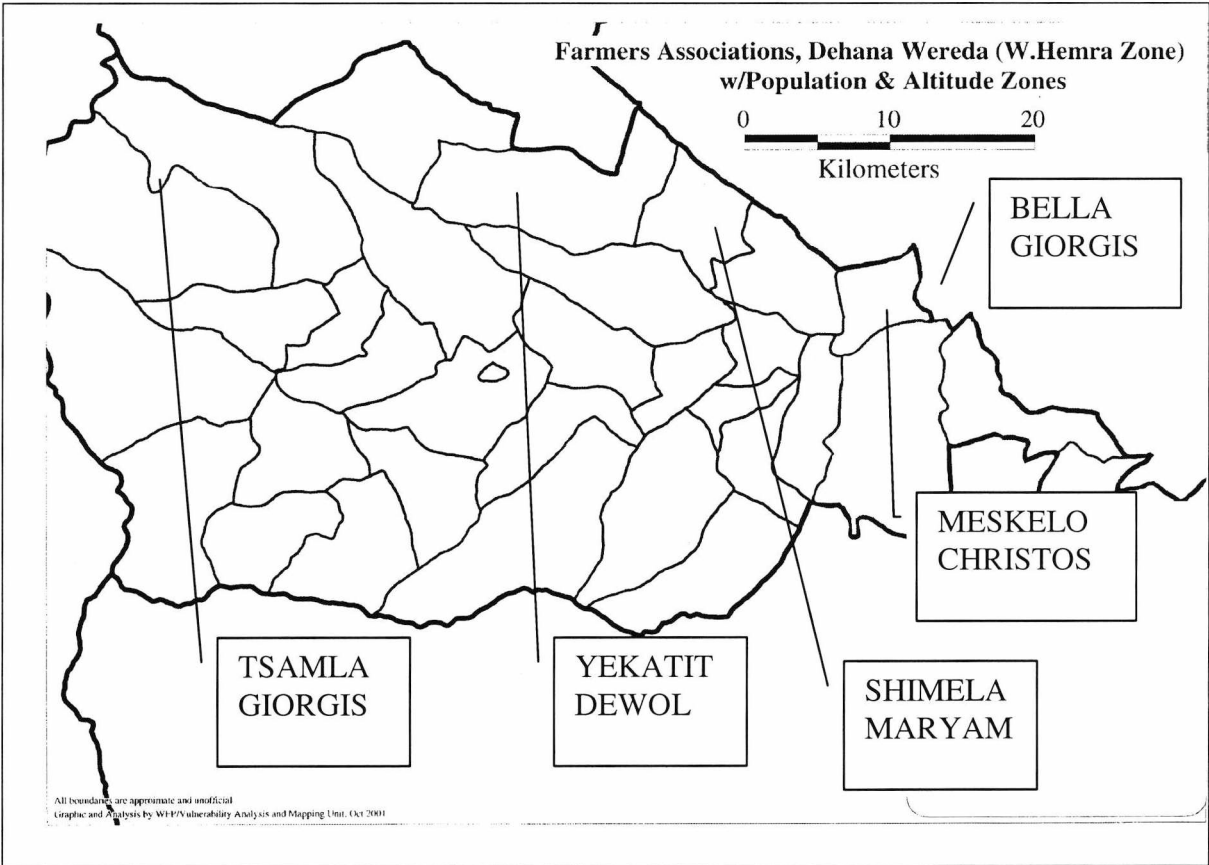 Farmers Associations, Dehana Wereda (W.Hemra Zone)
w/Population & Altitude Zones
0 10 20
Kilometers
BELLA
GIORGIS
MESKELO
CHRISTOS
TSAMLA
GIORGIS
YEKATIT
DEWOL
SHIMELA
MARYAM
All boundaries are approimate and inofficial
Graphic and Analysis by WFP/Vulnerability Analysis and Mapping Unit, Oct 2001